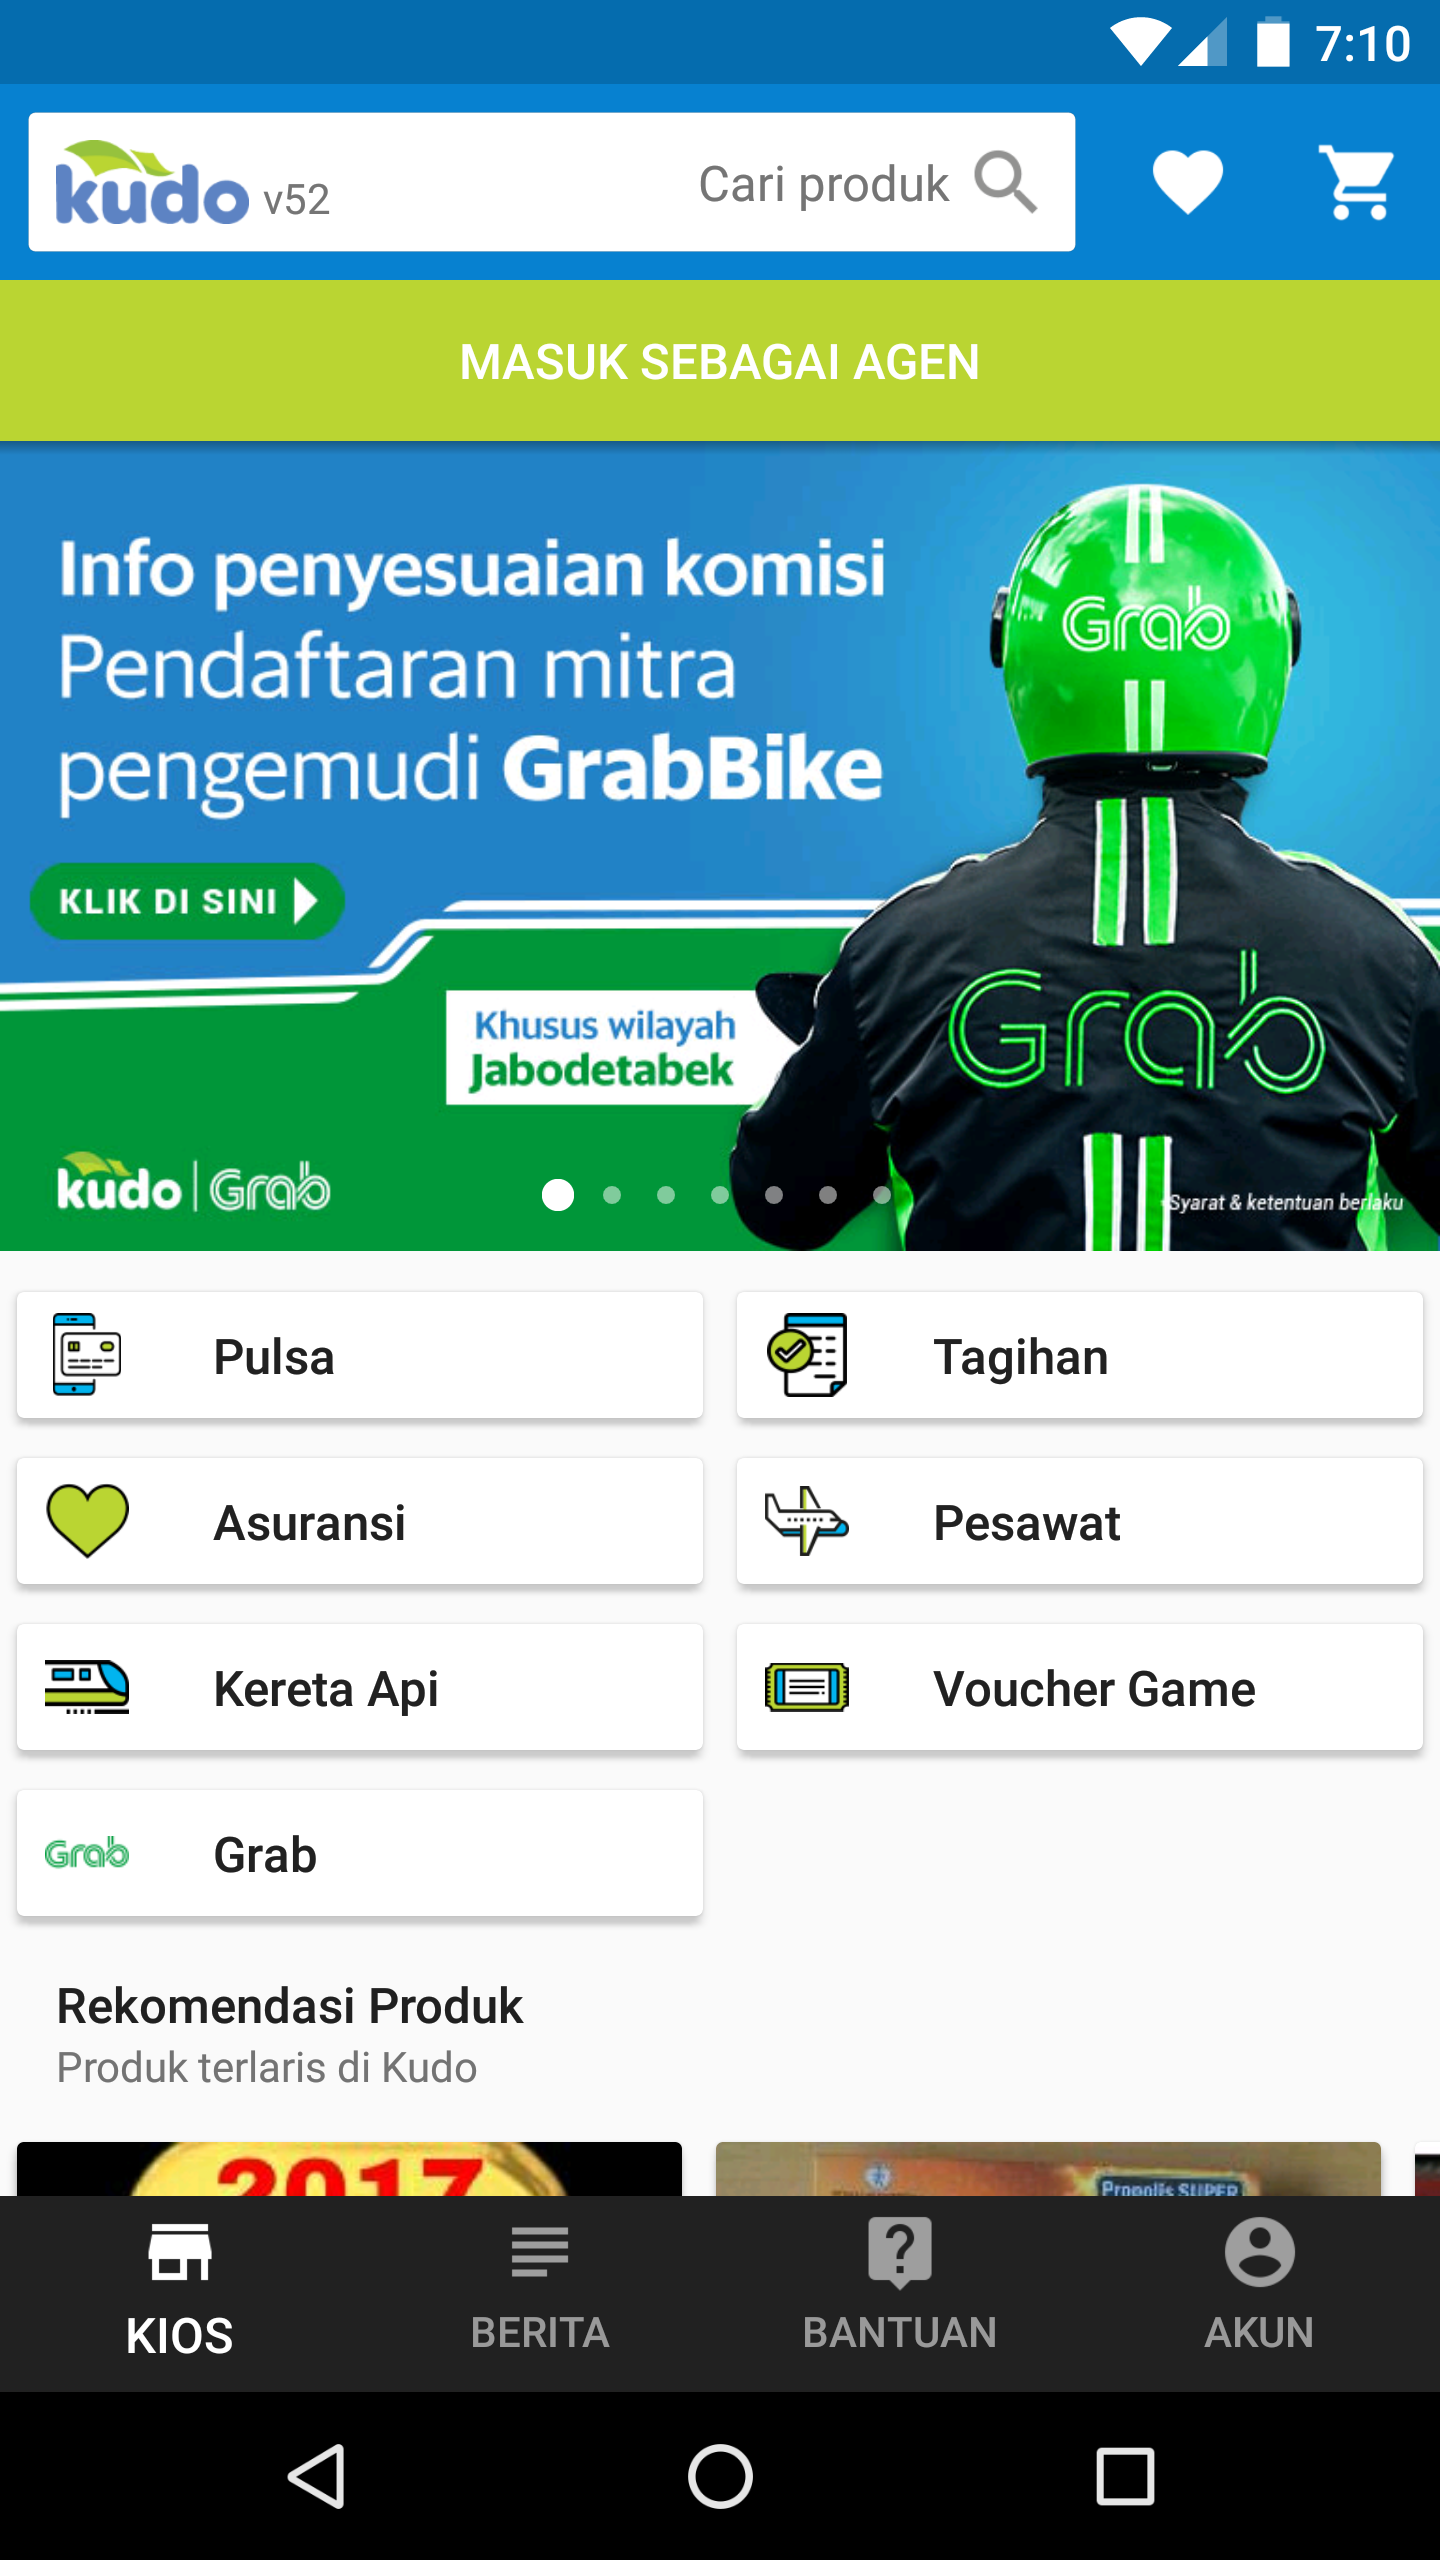 7:10
kudo v52
Cari produk
MASUK SEBAGAI AGEN
Info penyesuaian komisi
Pendaftaran mitra
pengemudi GrabBike
KLIK DI SINI
Khusus wilayah
Jabodetabek
Grab
Grab
kudo | Grab
Syarat & ketentuan berlaku
Pulsa
Tagihan
Asuransi
Pesawat
Kereta Api
Voucher Game
Grab
Grab
Rekomendasi Produk
Produk terlaris di Kudo
2017
Propolis SUPER
KIOS
BERITA
BANTUAN
AKUN